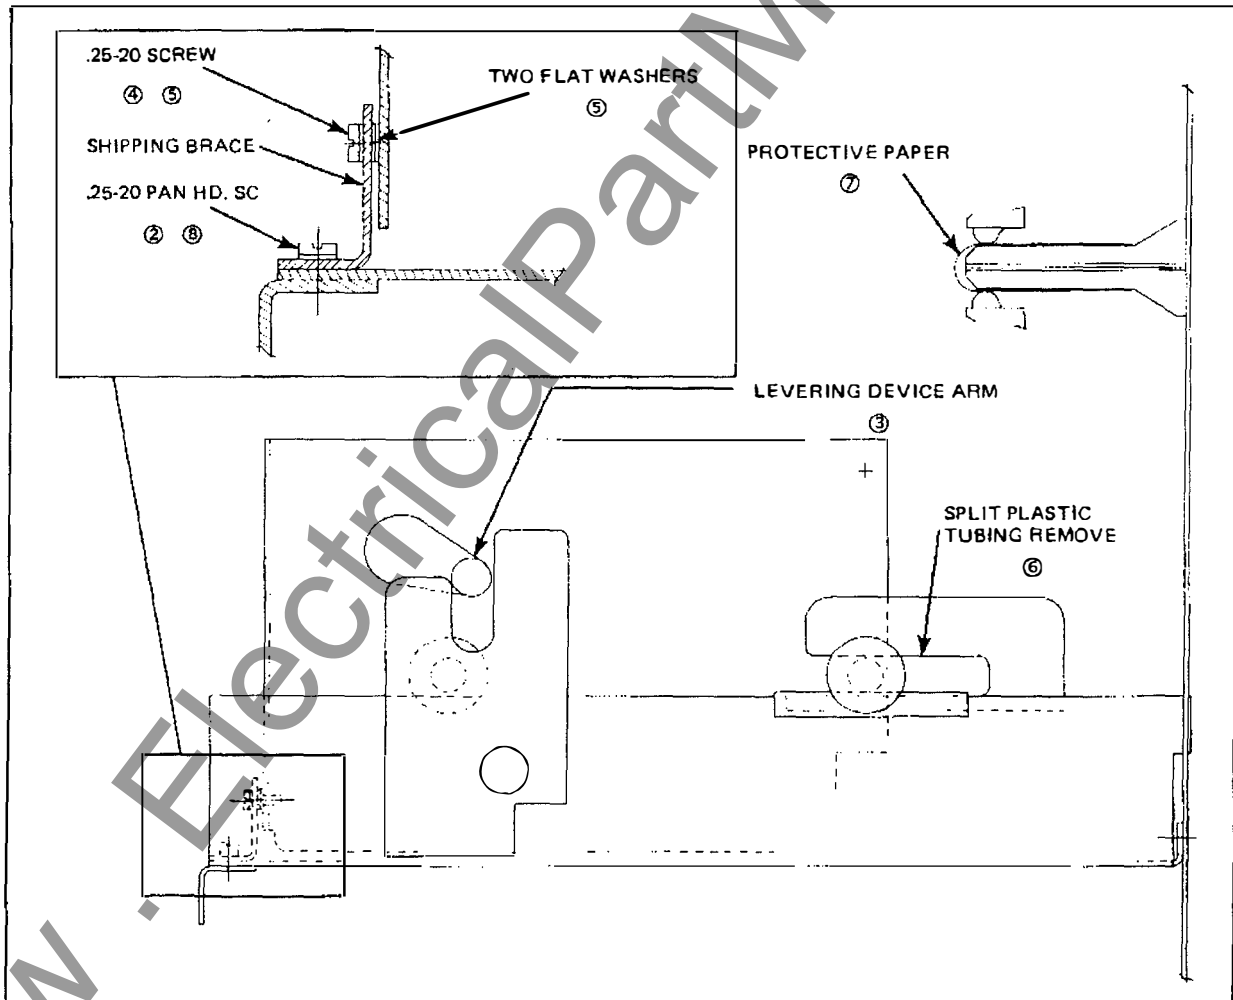 .25-20 SCREW
④ ⑤
TWO FLAT WASHERS
⑤
SHIPPING BRACE
.25-20 PAN HD. SC
② ⑧
PROTECTIVE PAPER
⑦
LEVERING DEVICE ARM
③
SPLIT PLASTIC
TUBING REMOVE
⑥
w . ElectricalPartM